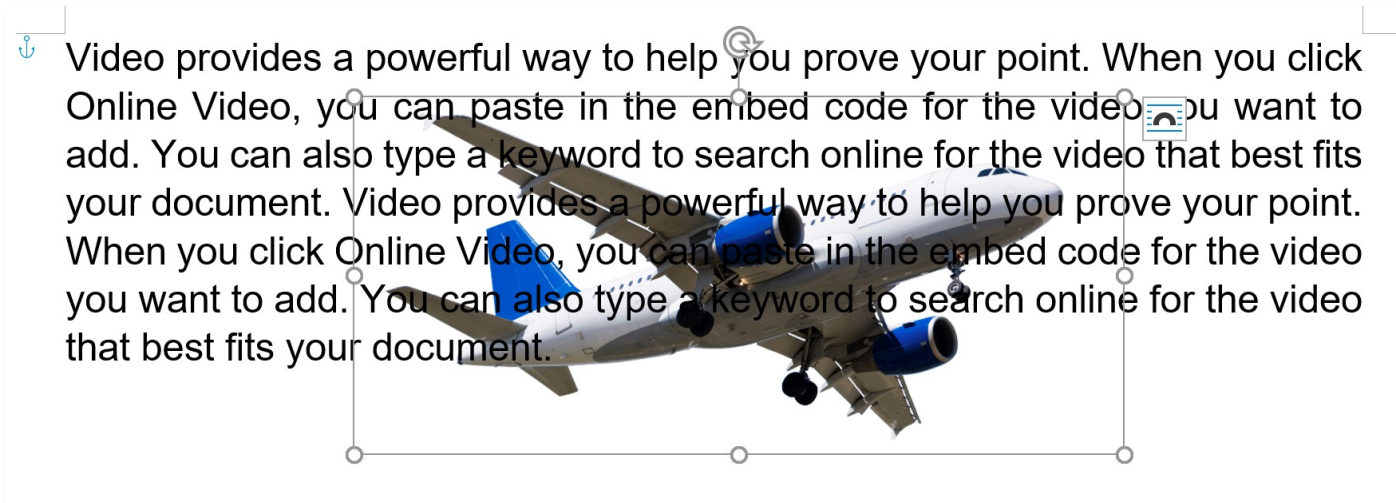 Video provides a powerful way to help you prove your point. When you click
Online Video, you can paste in the embed code for the video you want to
add. You can also type a keyword to search online for the video that best fits
your document. Video provides a powerful way to help you prove your point.
When you click Online Video, you can paste in the embed code for the video
you want to add. You can also type a keyword to search online for the video
that best fits your document.